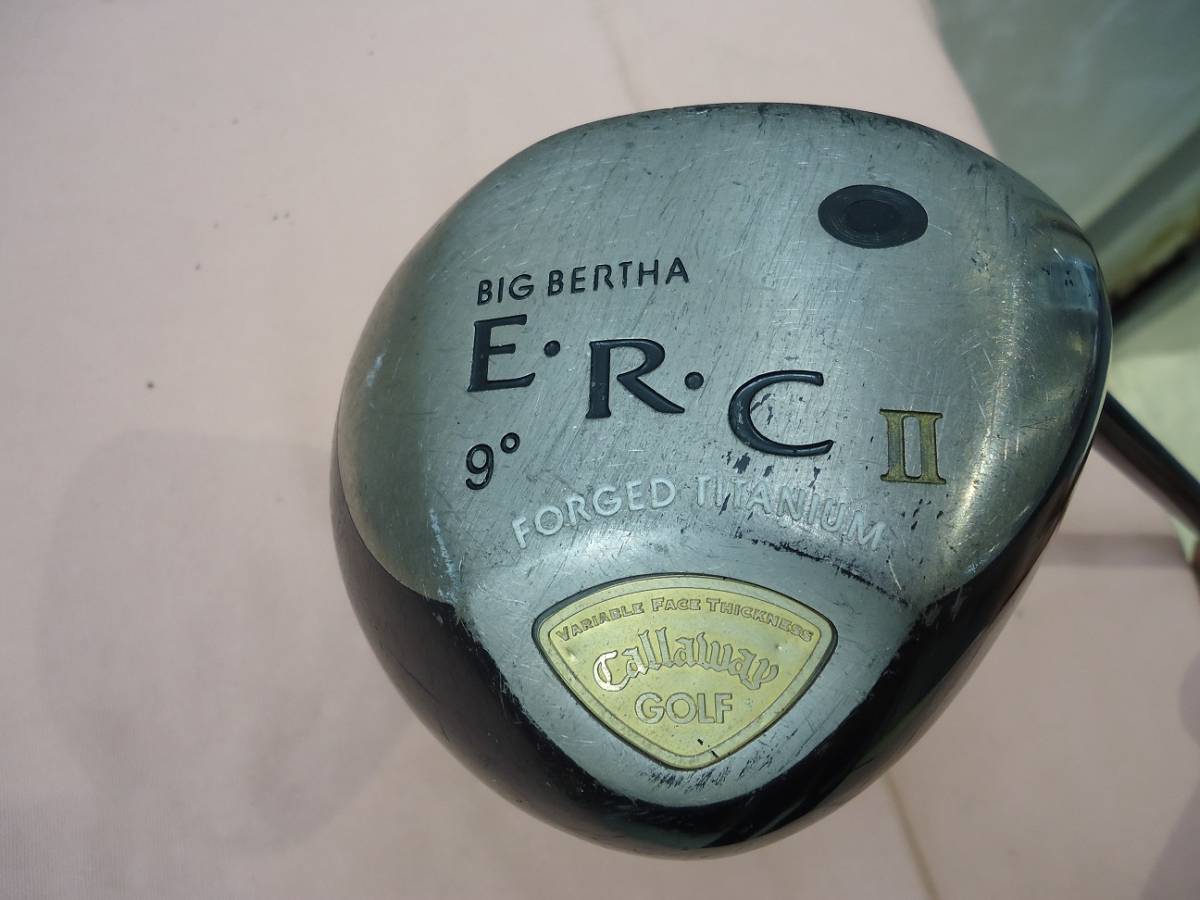 BIG BERTHA
E·R·C II
9°
FORGED TITANIUM
VARIABLE FACE THICKNESS
Callaway
GOLF